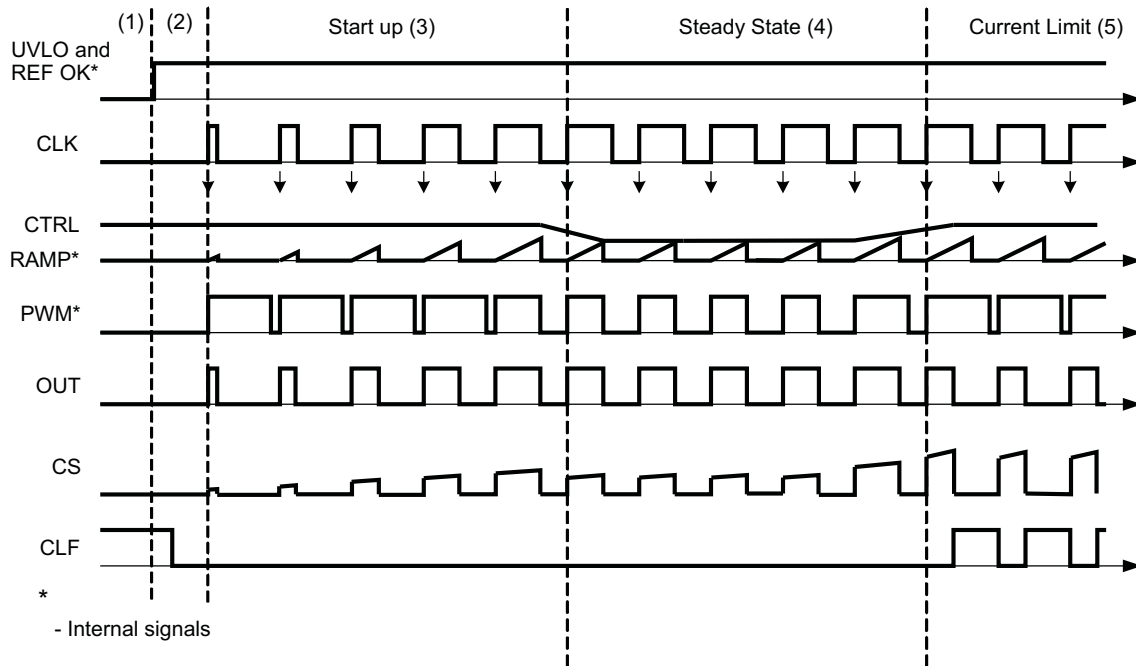 (1) (2) Start up (3) Steady State (4) Current Limit (5)
UVLO and
REF OK*
CLK
CTRL
RAMP*
PWM*
OUT
CS
CLF
*
- Internal signals